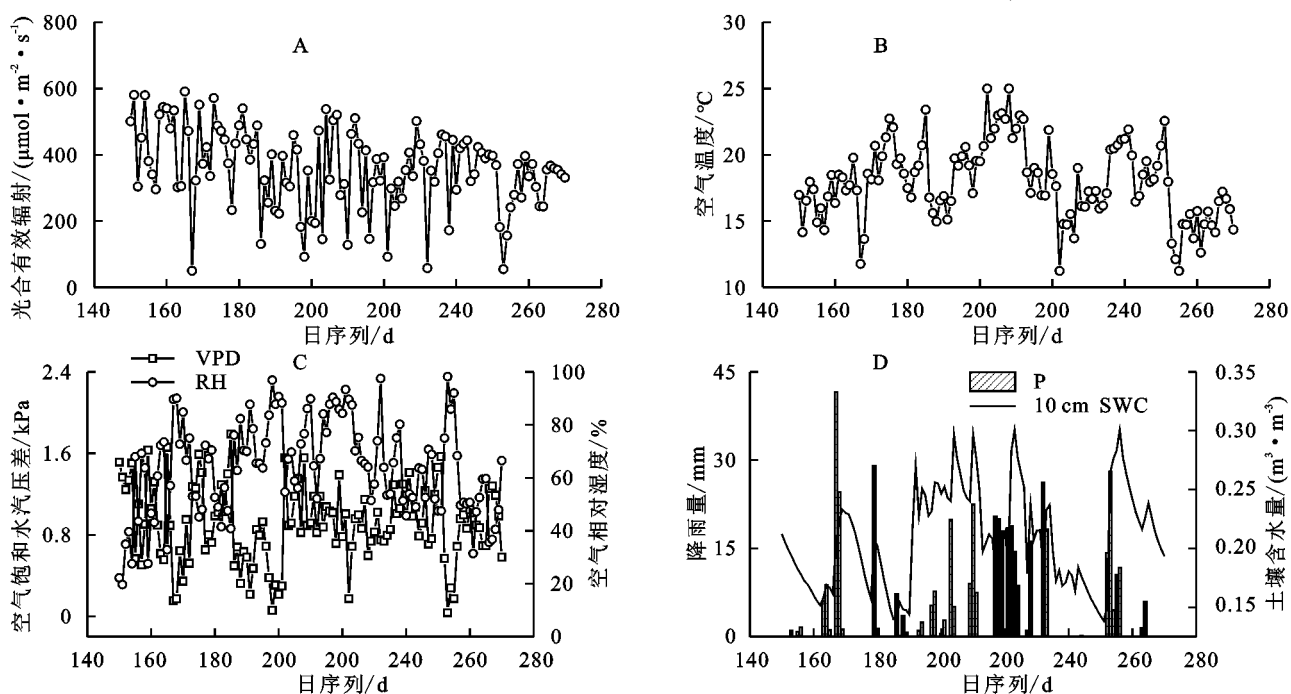 A
800
600
400
200
0
140 160 180 200 220 240 260 280
光合有效辐射/(μmol·m⁻²·s⁻¹)
日序列/d
B
30
25
20
15
10
140 160 180 200 220 240 260 280
空气温度/℃
日序列/d
C
VPD
RH
2.4
1.6
0.8
0
100
80
60
40
20
0
140 160 180 200 220 240 260 280
空气饱和水汽压差/kPa
空气相对湿度/%
日序列/d
D
P
10 cm SWC
45
30
15
0
0.35
0.30
0.25
0.20
0.15
140 160 180 200 220 240 260 280
降雨量/mm
土壤含水量/(m³·m⁻³)
日序列/d